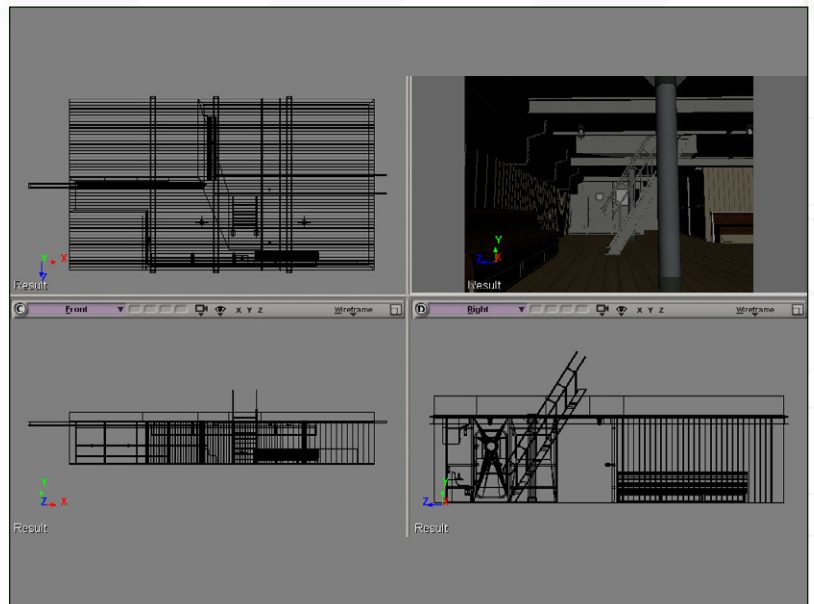 Y
X
Z
Result
Y
Z X
Result
C Front X Y Z Wireframe
D Right X Y Z Wireframe
Y
Z X
Result
Y
Z X
Result